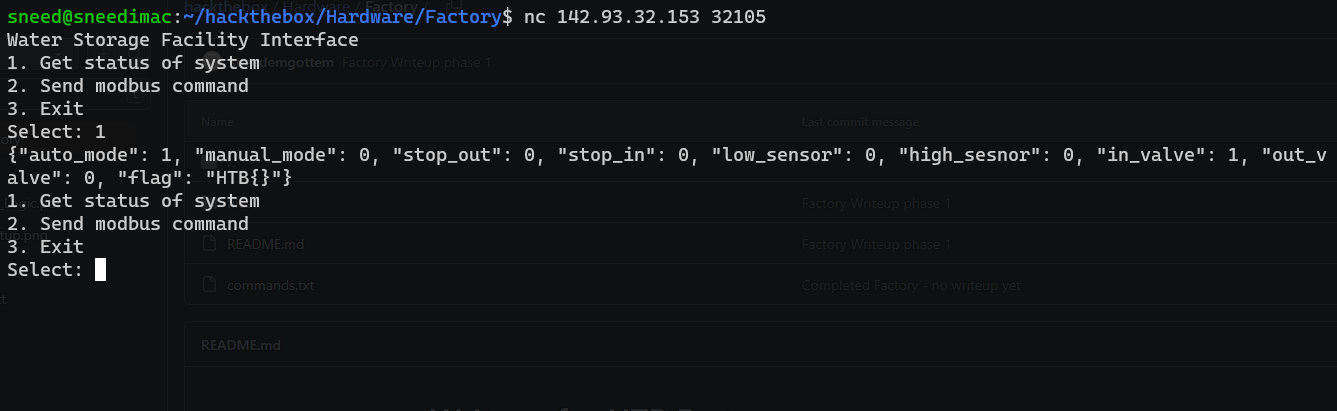 hackthebox / Hardware / Factory
sneed@sneedimac:~/hackthebox/Hardware/Factory$ nc 142.93.32.153 32105
Water Storage Facility Interface
1. Get status of system
demgottem Factory Writeup phase 1
2. Send modbus command
3. Exit
Name Last commit message
Select: 1
{"auto_mode": 1, "manual_mode": 0, "stop_out": 0, "stop_in": 0, "low_sensor": 0, "high_sesnor": 0, "in_valve": 1, "out_v
alve": 0, "flag": "HTB{}"}
1. Get status of system
Factory Writeup phase 1
2. Send modbus command
3. Exit
README.md Factory Writeup phase 1
Select:
commands.txt Completed Factory - no writeup yet
README.md